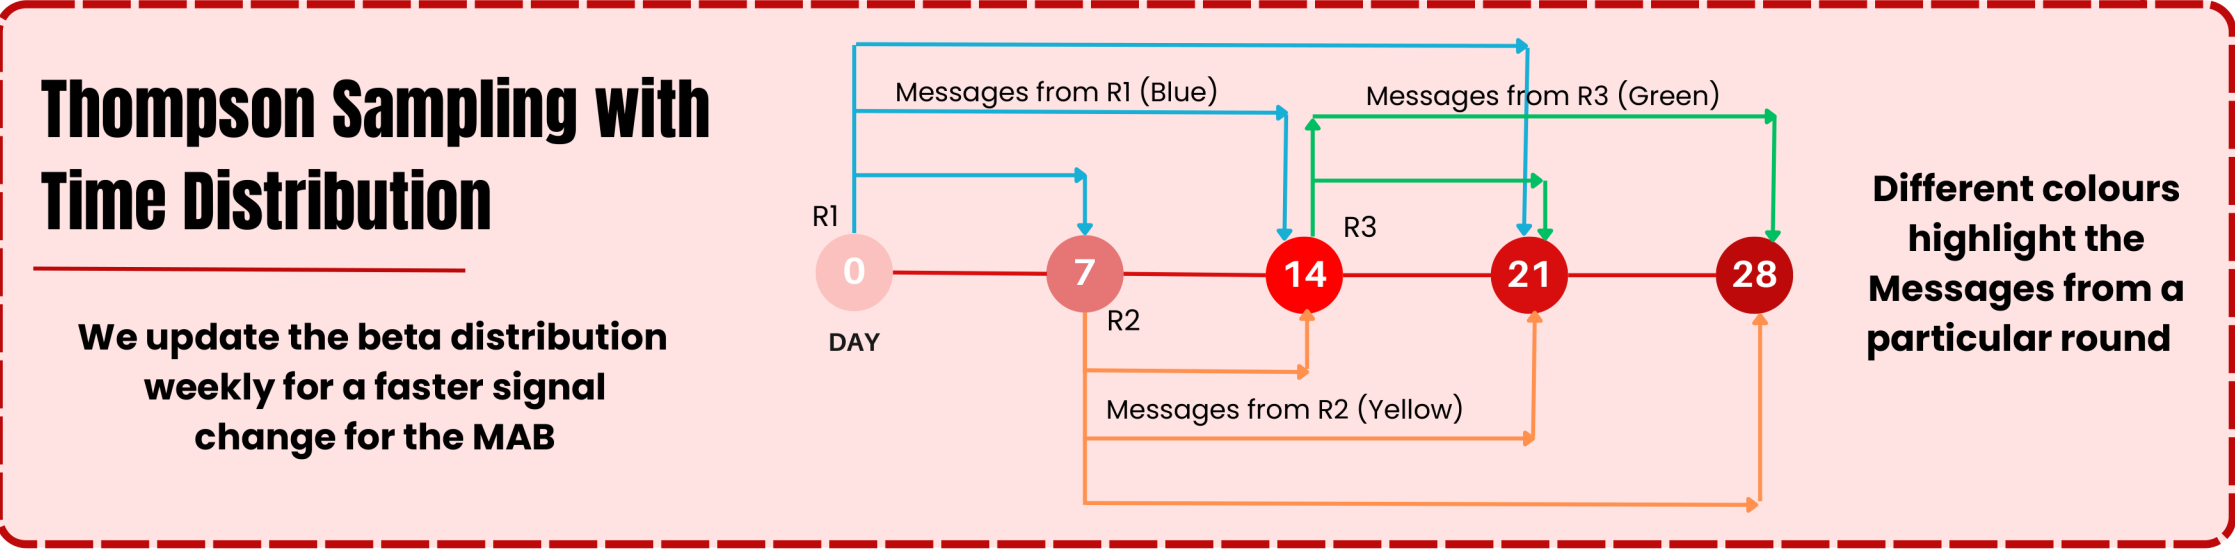 Thompson Sampling with
Time Distribution
We update the beta distribution
weekly for a faster signal
change for the MAB
Messages from R1 (Blue)
Messages from R3 (Green)
R1
R3
0
7
14
21
28
DAY
R2
Messages from R2 (Yellow)
Different colours
highlight the
Messages from a
particular round